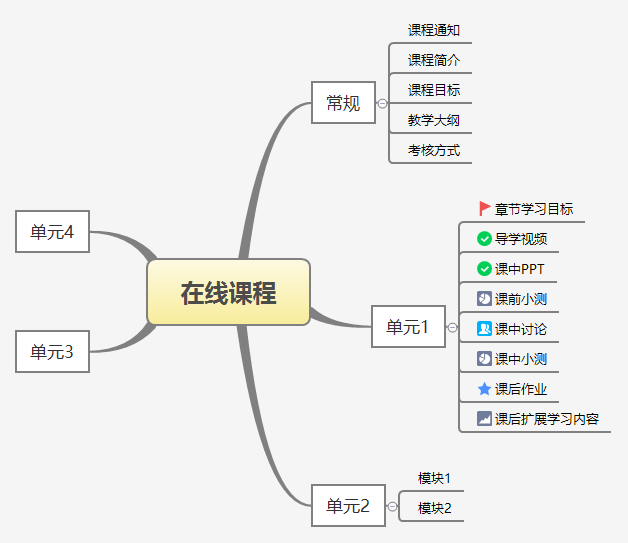 在线课程
常规
课程通知
课程简介
课程目标
教学大纲
考核方式
单元1
章节学习目标
导学视频
课中PPT
课前小测
课中讨论
课中小测
课后作业
课后扩展学习内容
单元2
模块1
模块2
单元3
单元4